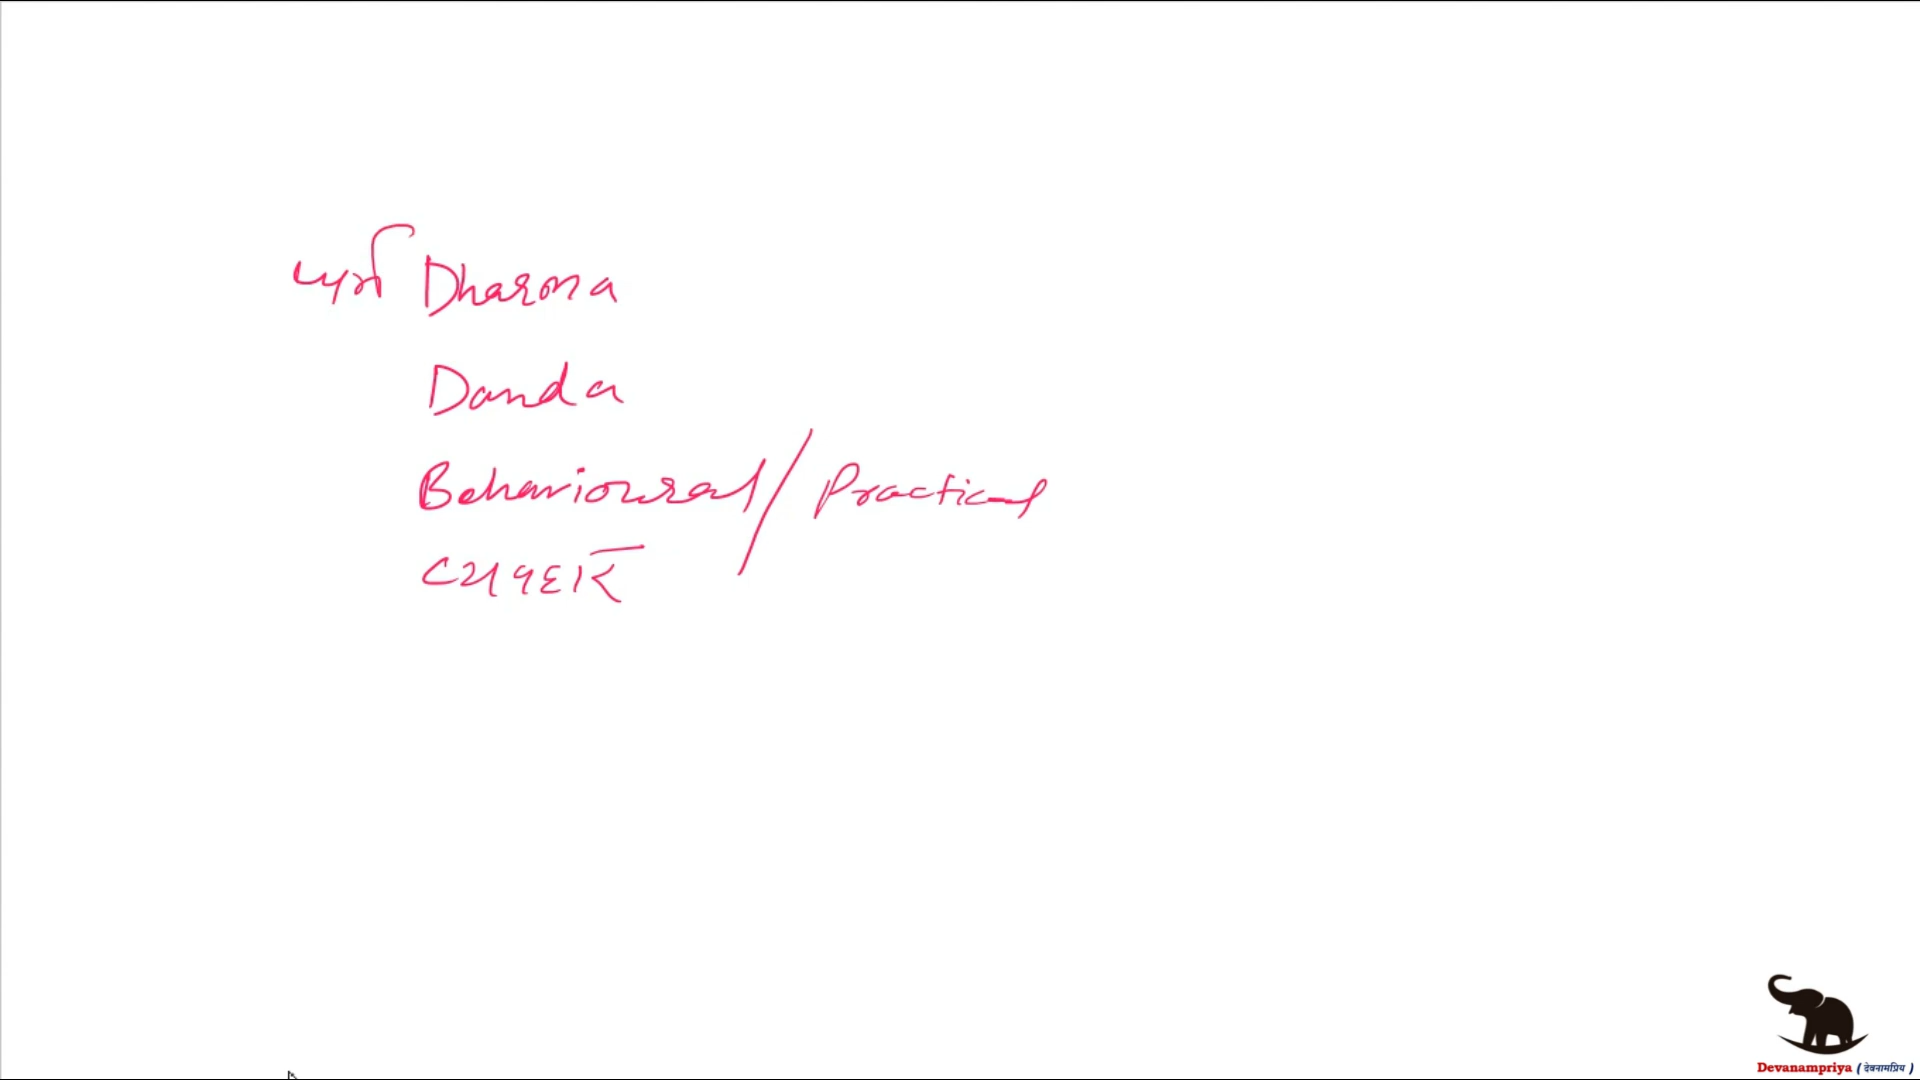 धर्म Dharma
Danda
Behavioural / Practical
व्यवहार
Devanampriya ( देवनामप्रिय )